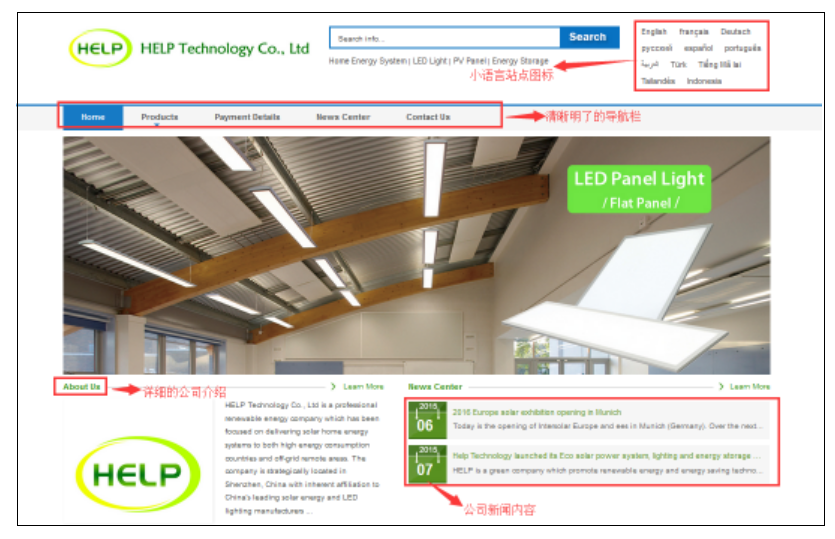 HELP
HELP Technology Co., Ltd
Search info...
Search
Home Energy System| LED Light| PV Panel| Energy Storage
小语言站点图标
English français Deutsch
русский español português
العربية Türk Tiếng Mã lai
Tailandês Indonesia
Home Products Payment Details News Center Contact Us
清晰明了的导航栏
LED Panel Light
/ Flat Panel /
About Us
详细的公司介绍
Learn More
HELP Technology Co., Ltd is a professional
renewable energy company which has been
focused on delivering solar home energy
systems to both high energy consumption
countries and off-grid remote areas. The
company is strategically located in
Shenzhen, China with inherent affiliation to
China's leading solar energy and LED
lighting manufacturers ...
HELP
News Center
Learn More
2015
06
2016 Europe solar exhibition opening in Munich
Today is the opening of Intersolar Europe and ees in Munich (Germany). Over the next...
2015
07
Help Technology launched its Eco solar power system, lighting and energy storage ...
HELP is a green company which promote renewable energy and energy saving techno...
公司新闻内容